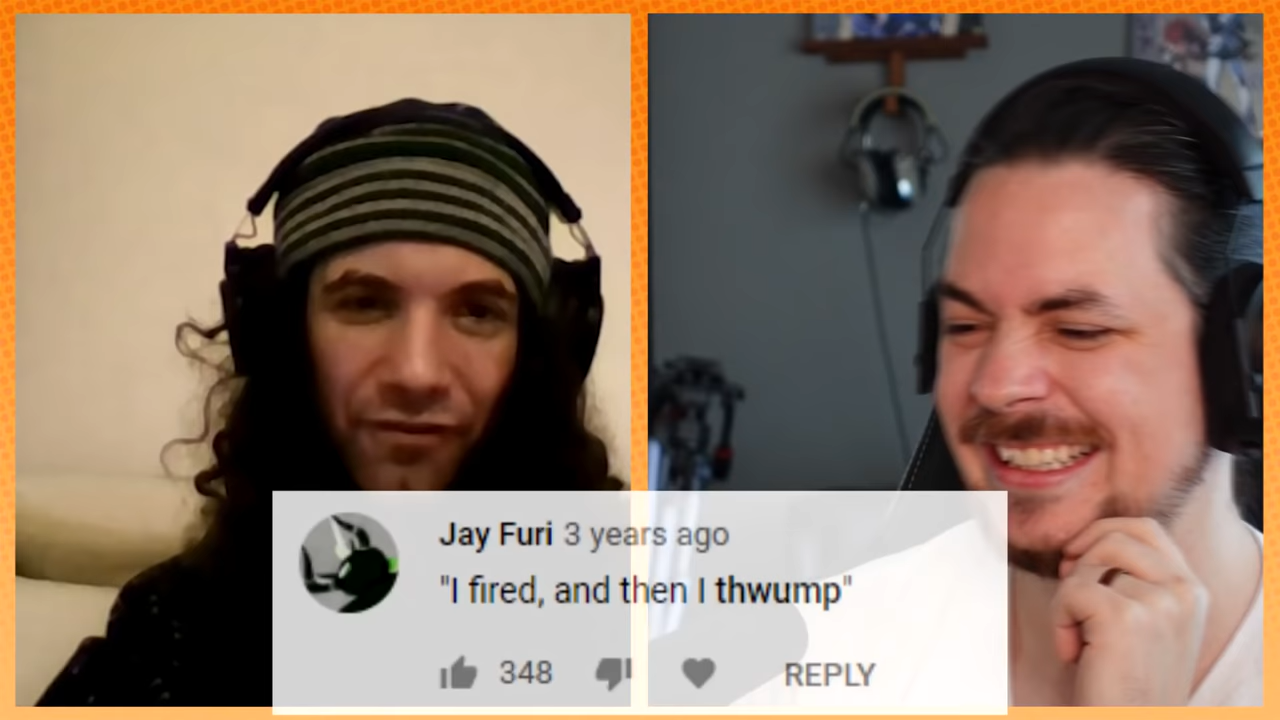 Jay Furi 3 years ago
"I fired, and then I thwump"
348
REPLY